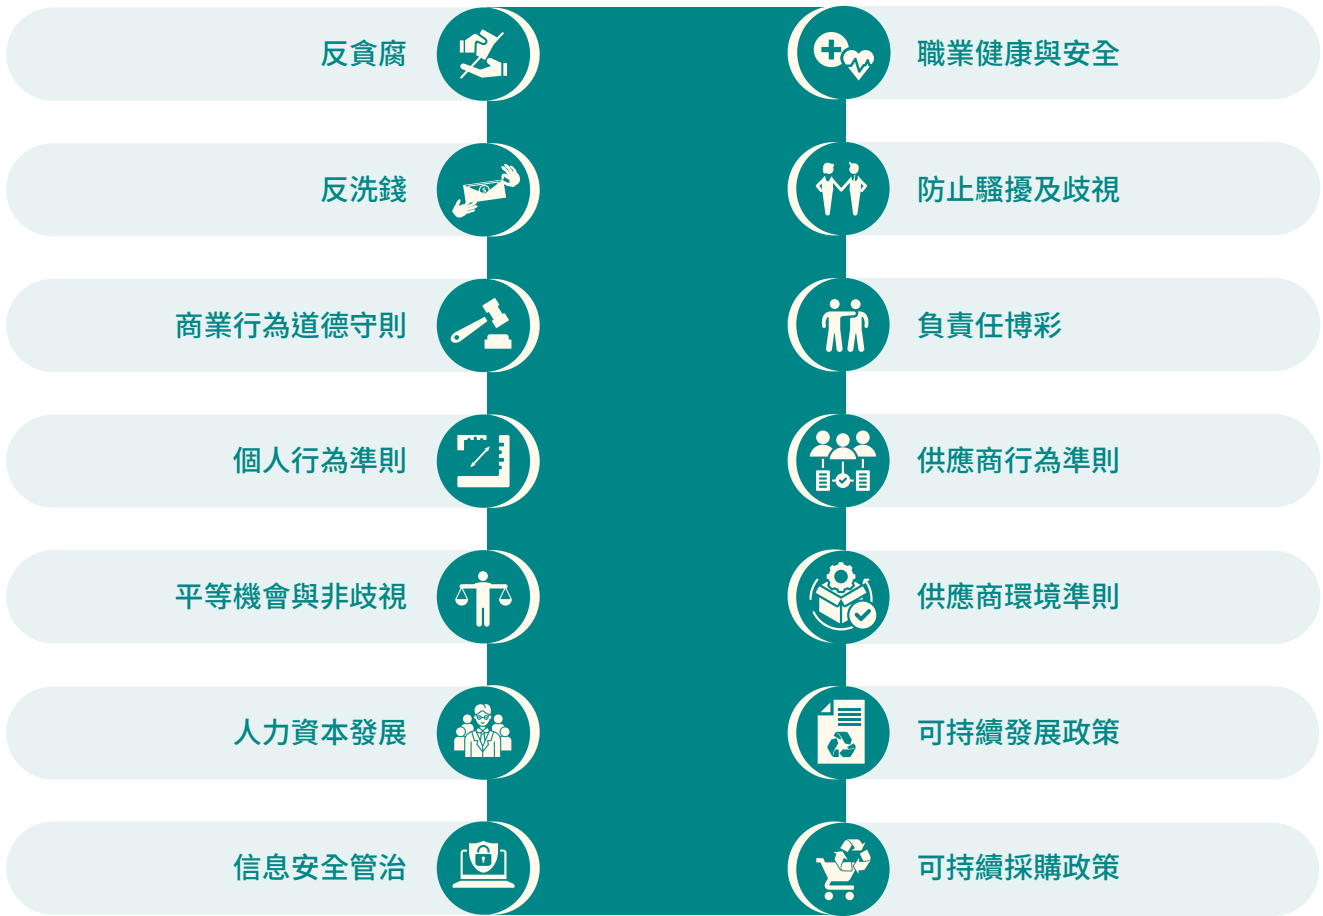 反貪腐
反洗錢
商業行為道德守則
個人行為準則
平等機會與非歧視
人力資本發展
信息安全管治
職業健康與安全
防止騷擾及歧視
負責任博彩
供應商行為準則
供應商環境準則
可持續發展政策
可持續採購政策